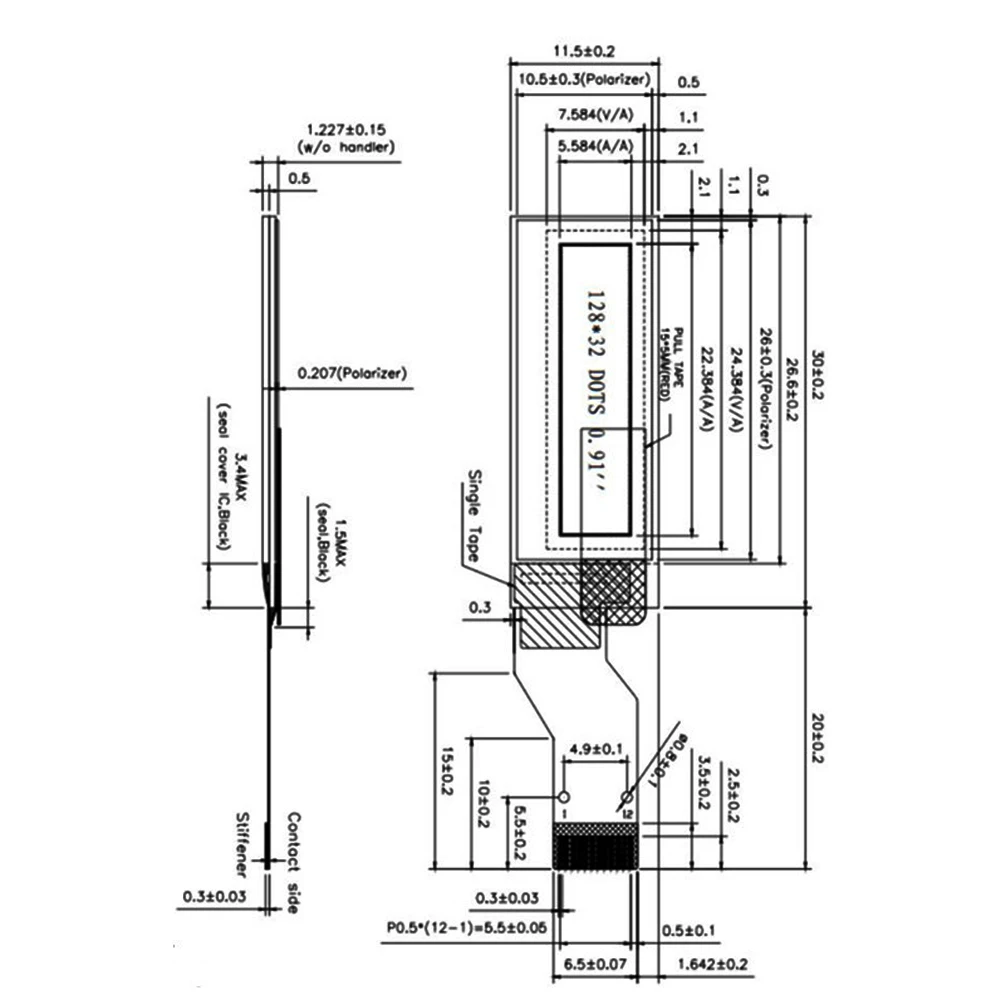 11.5±0.2
10.5±0.3(Polarizer)
0.5
7.584(V/A)
1.1
5.584(A/A)
2.1
1.227±0.15
(w/o handler)
0.5
2.1
1.1
0.3
128*32 DOTS 0.91''
PULL TAPE
15*5MM(RED)
22.384(A/A)
24.384(V/A)
26±0.3(Polarizer)
26.6±0.2
30±0.2
0.207(Polarizer)
3.4MAX
(seal cover IC,Black)
1.5MAX
(seal,Black)
Single Tape
0.3
15±0.2
10±0.2
5.5±0.2
4.9±0.1
ø0.8±0.1
1
12
3.5±0.2
2.5±0.2
20±0.2
Stiffener
Contact side
0.3±0.03
0.3±0.03
P0.5*(12-1)=5.5±0.05
0.5±0.1
6.5±0.07
1.642±0.2